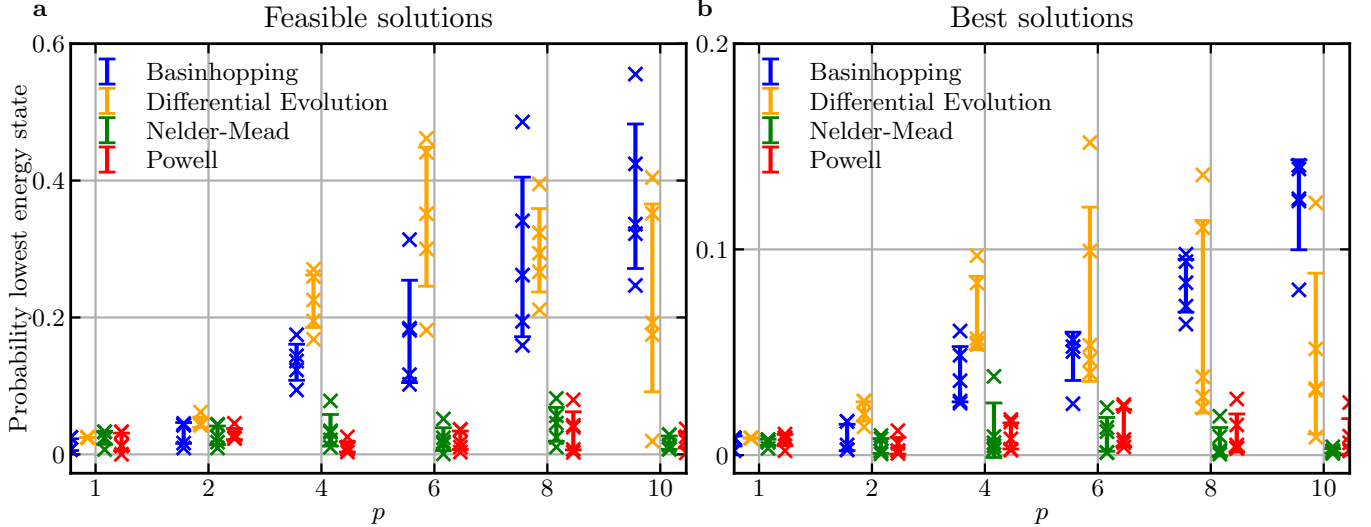 a
Feasible solutions
Probability lowest energy state
0.6
0.4
0.2
0
Basinhopping
Differential Evolution
Nelder-Mead
Powell
1 2 4 6 8 10
p
b
Best solutions
0.2
0.1
0
Basinhopping
Differential Evolution
Nelder-Mead
Powell
1 2 4 6 8 10
p